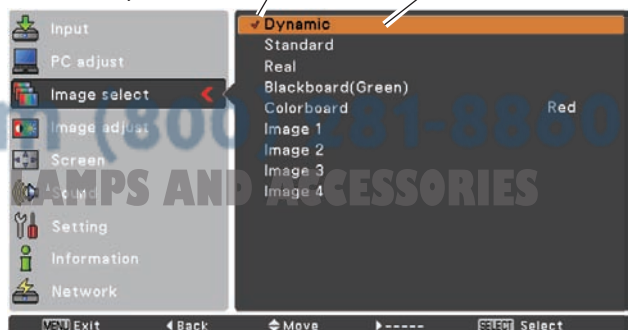 Input
PC adjust
Image select
Image adjust
Screen
Sound
Setting
Information
Network
Dynamic
Standard
Real
Blackboard(Green)
Colorboard Red
Image 1
Image 2
Image 3
Image 4
m (800) 281-8860
LAMPS AND ACCESSORIES
MENU Exit Back Move ----- SELECT Select